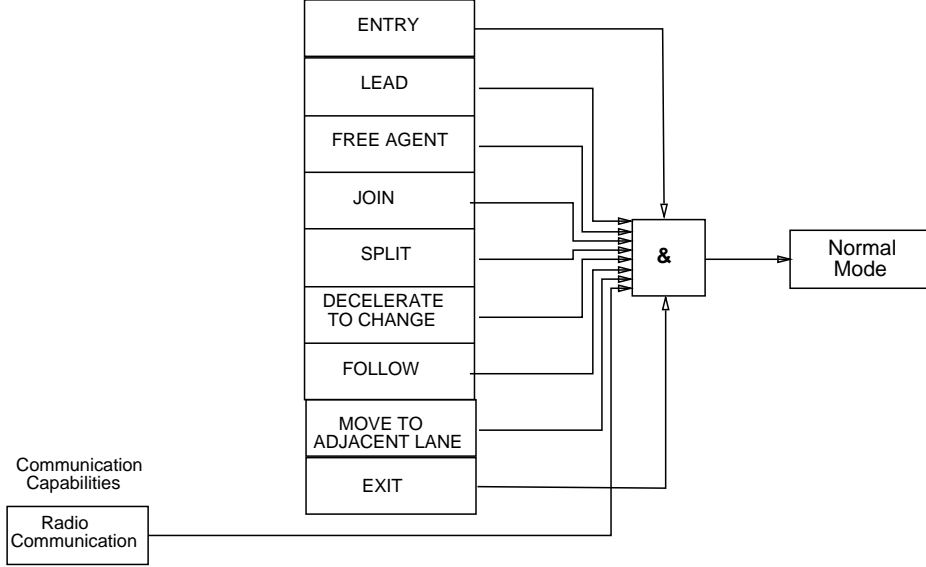 ENTRY
LEAD
FREE AGENT
JOIN
SPLIT
DECELERATE
TO CHANGE
FOLLOW
MOVE TO
ADJACENT LANE
EXIT
&
Normal
Mode
Communication
Capabilities
Radio
Communication